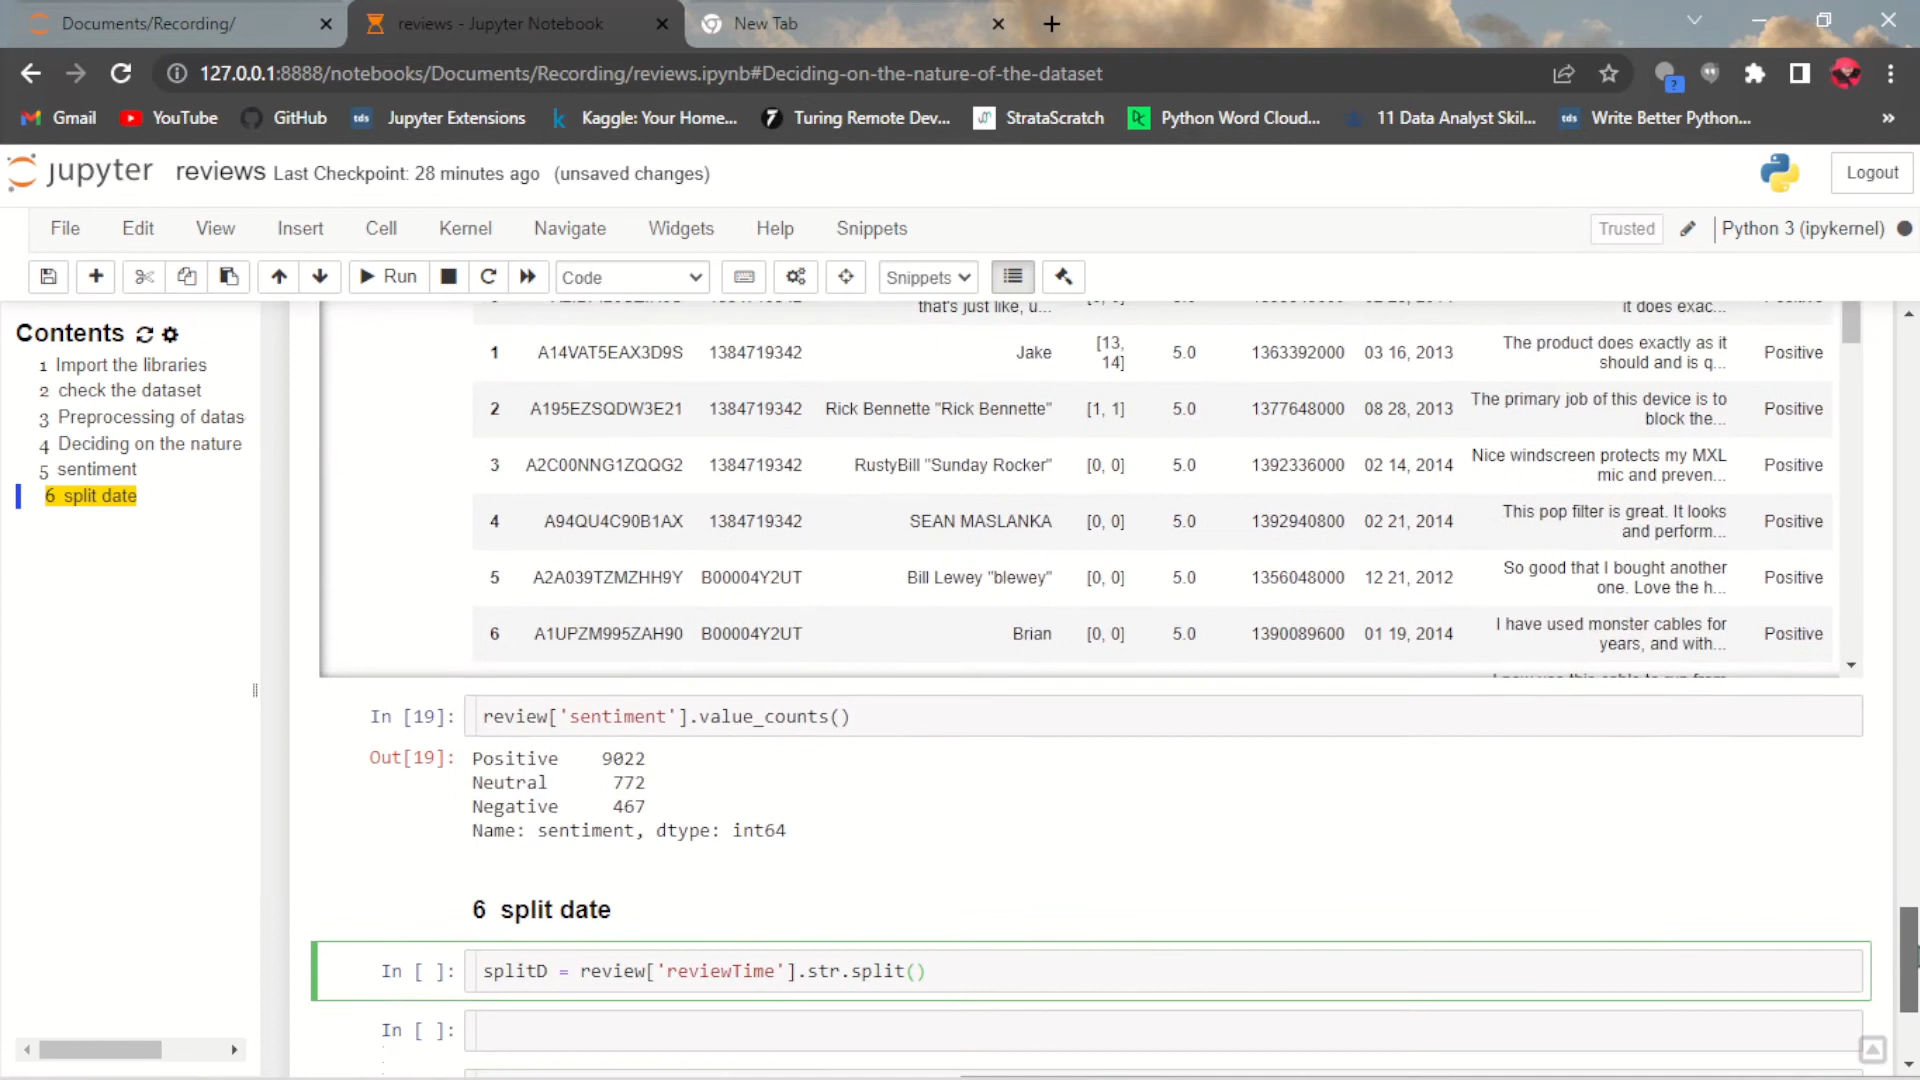 Documents/Recording/
reviews - Jupyter Notebook
New Tab
127.0.0.1:8888/notebooks/Documents/Recording/reviews.ipynb#Deciding-on-the-nature-of-the-dataset
Gmail YouTube GitHub tds Jupyter Extensions Kaggle: Your Home... Turing Remote Dev... StrataScratch Python Word Cloud... 11 Data Analyst Skil... tds Write Better Python... »
jupyter reviews Last Checkpoint: 28 minutes ago (unsaved changes) Logout
File Edit View Insert Cell Kernel Navigate Widgets Help Snippets Trusted Python 3 (ipykernel)
Run Code Snippets
Contents
1 Import the libraries
2 check the dataset
3 Preprocessing of datas
4 Deciding on the nature
5 sentiment
6 split date
that's just like, u... it does exac...
1 A14VAT5EAX3D9S 1384719342 Jake [13, 14] 5.0 1363392000 03 16, 2013 The product does exactly as it should and is q... Positive
2 A195EZSQDW3E21 1384719342 Rick Bennette "Rick Bennette" [1, 1] 5.0 1377648000 08 28, 2013 The primary job of this device is to block the... Positive
3 A2C00NNG1ZQQG2 1384719342 RustyBill "Sunday Rocker" [0, 0] 5.0 1392336000 02 14, 2014 Nice windscreen protects my MXL mic and preven... Positive
4 A94QU4C90B1AX 1384719342 SEAN MASLANKA [0, 0] 5.0 1392940800 02 21, 2014 This pop filter is great. It looks and perform... Positive
5 A2A039TZMZHH9Y B00004Y2UT Bill Lewey "blewey" [0, 0] 5.0 1356048000 12 21, 2012 So good that I bought another one. Love the h... Positive
6 A1UPZM995ZAH90 B00004Y2UT Brian [0, 0] 5.0 1390089600 01 19, 2014 I have used monster cables for years, and with... Positive
In [19]: review['sentiment'].value_counts()
Out[19]: Positive 9022
Neutral 772
Negative 467
Name: sentiment, dtype: int64
6 split date
In [ ]: splitD = review['reviewTime'].str.split()
In [ ]: